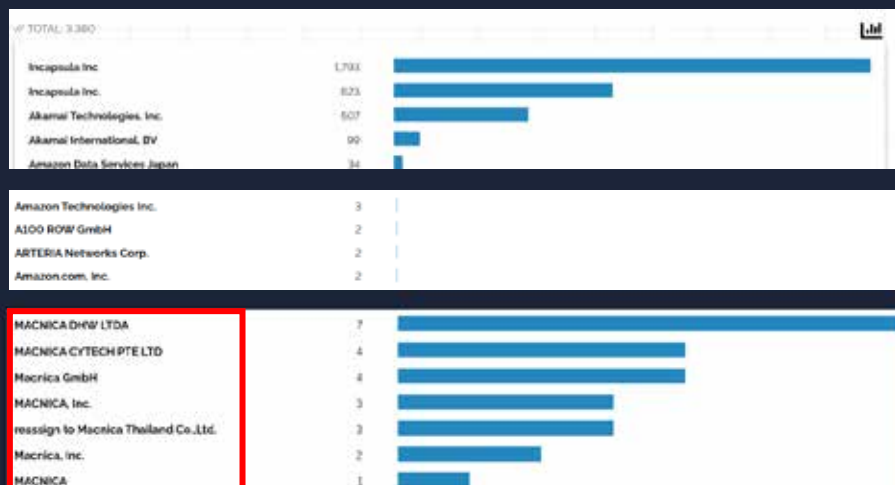 // TOTAL: 3,380
Incapsula Inc 1,793
Incapsula Inc. 823
Akamai Technologies, Inc. 507
Akamai International, BV 99
Amazon Data Services Japan 34
Amazon Technologies Inc. 3
A100 ROW GmbH 2
ARTERIA Networks Corp. 2
Amazon.com, Inc. 2
MACNICA DHW LTDA 7
MACNICA CYTECH PTE LTD 4
Macnica GmbH 4
MACNICA, Inc. 3
reassign to Macnica Thailand Co.,Ltd. 3
Macnica, Inc. 2
MACNICA 1